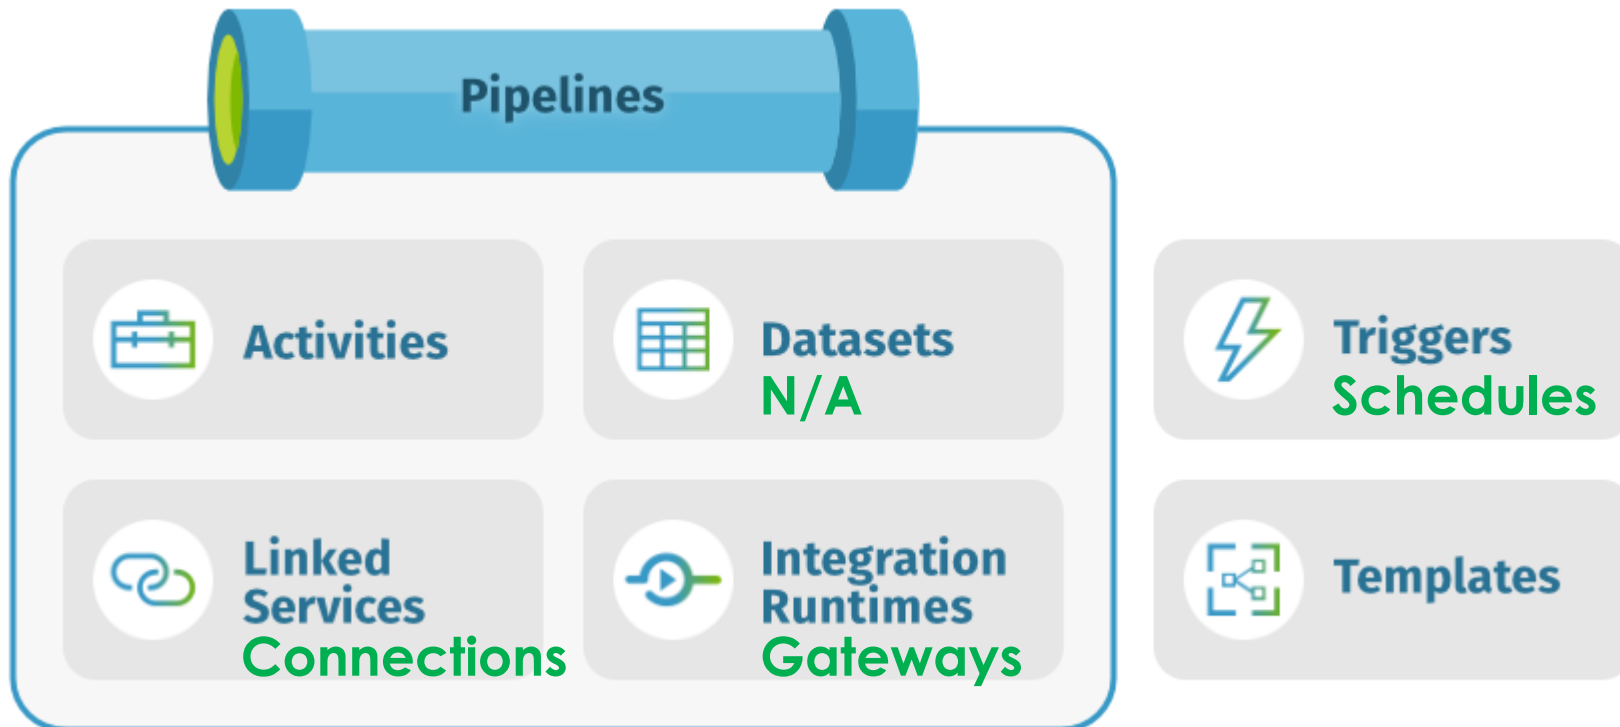 Pipelines
Activities
Datasets
N/A
Triggers
Schedules
Linked
Services
Connections
Integration
Runtimes
Gateways
Templates